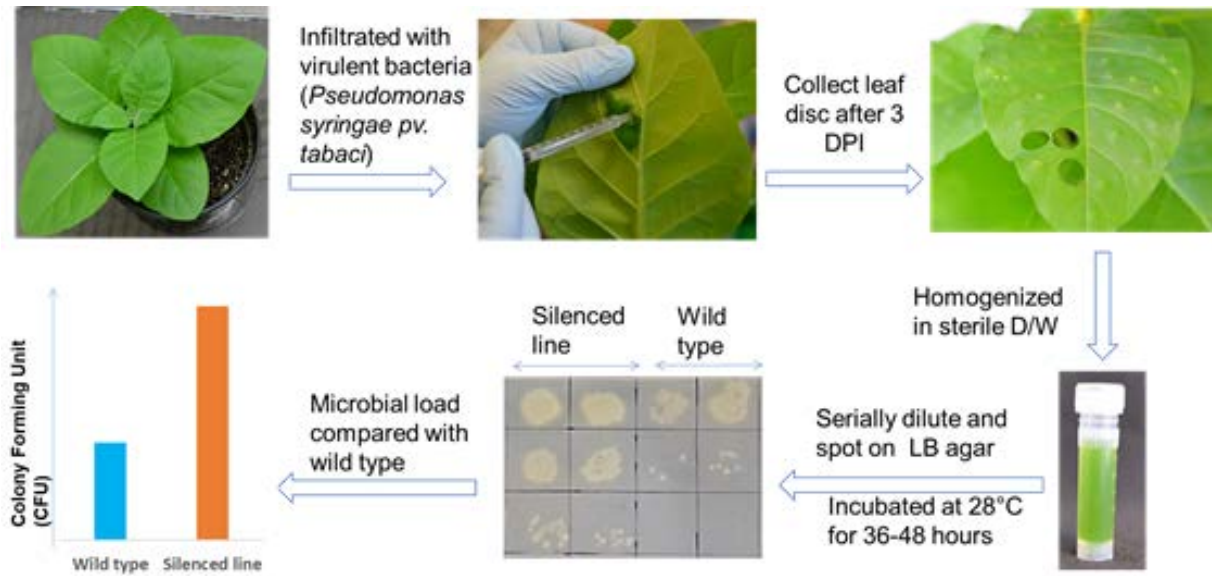 Infiltrated with
virulent bacteria
(Pseudomonas
syringae pv.
tabaci)
Collect leaf
disc after 3
DPI
Homogenized
in sterile D/W
Serially dilute and
spot on LB agar
Incubated at 28°C
for 36-48 hours
Silenced
line
Wild
type
Microbial load
compared with
wild type
Colony Forming Unit
(CFU)
Wild type
Silenced line